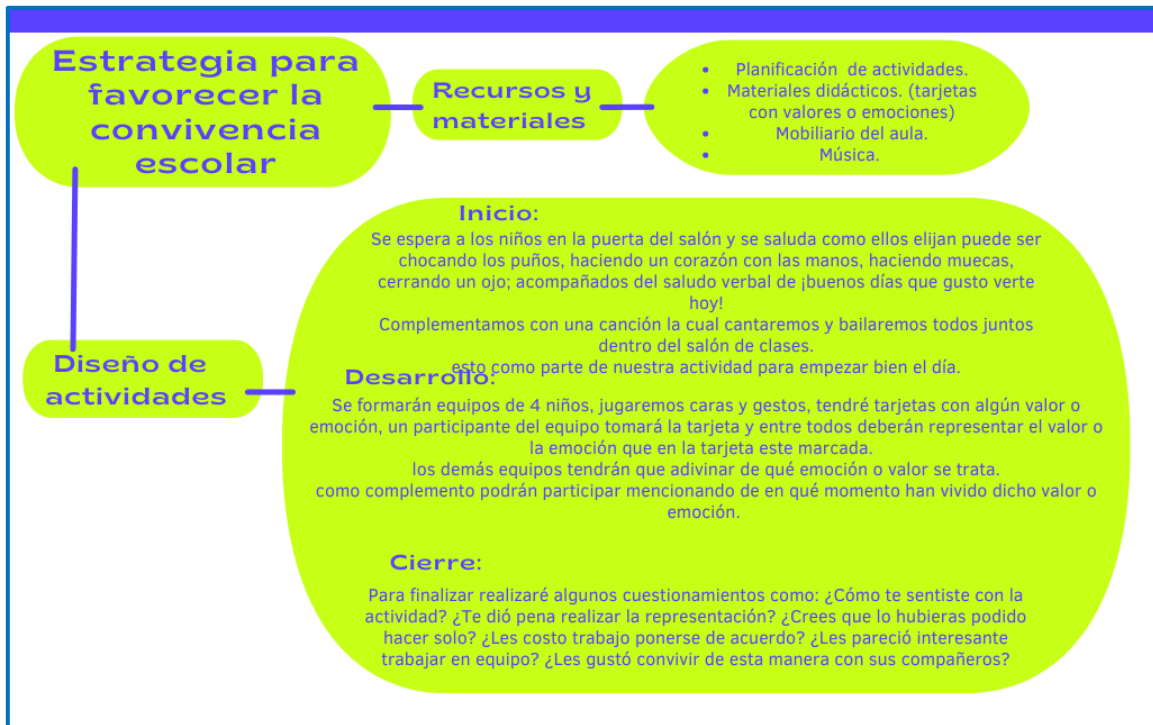 Estrategia para
favorecer la
convivencia
escolar
Recursos y
materiales
• Planificación de actividades.
• Materiales didácticos. (tarjetas
con valores o emociones)
• Mobiliario del aula.
• Música.
Diseño de
actividades
Inicio:
Se espera a los niños en la puerta del salón y se saluda como ellos elijan puede ser
chocando los puños, haciendo un corazón con las manos, haciendo muecas,
cerrando un ojo; acompañados del saludo verbal de ¡buenos días que gusto verte
hoy!
Complementamos con una canción la cual cantaremos y bailaremos todos juntos
dentro del salón de clases.
esto como parte de nuestra actividad para empezar bien el día.
Desarrollo:
Se formarán equipos de 4 niños, jugaremos caras y gestos, tendré tarjetas con algún valor o
emoción, un participante del equipo tomará la tarjeta y entre todos deberán representar el valor o
la emoción que en la tarjeta este marcada.
los demás equipos tendrán que adivinar de qué emoción o valor se trata.
como complemento podrán participar mencionando de en qué momento han vivido dicho valor o
emoción.
Cierre:
Para finalizar realizaré algunos cuestionamientos como: ¿Cómo te sentiste con la
actividad? ¿Te dió pena realizar la representación? ¿Crees que lo hubieras podido
hacer solo? ¿Les costo trabajo ponerse de acuerdo? ¿Les pareció interesante
trabajar en equipo? ¿Les gustó convivir de esta manera con sus compañeros?